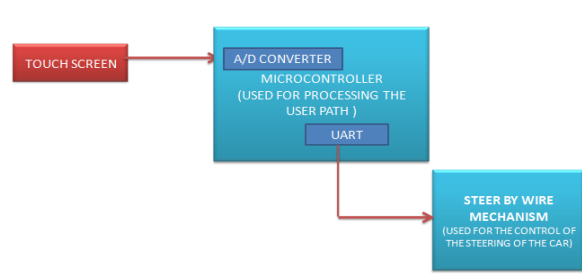 TOUCH SCREEN
A/D CONVERTER
MICROCONTROLLER
(USED FOR PROCESSING THE
USER PATH )
UART
STEER BY WIRE
MECHANISM
(USED FOR THE CONTROL OF
THE STEERING OF THE CAR)